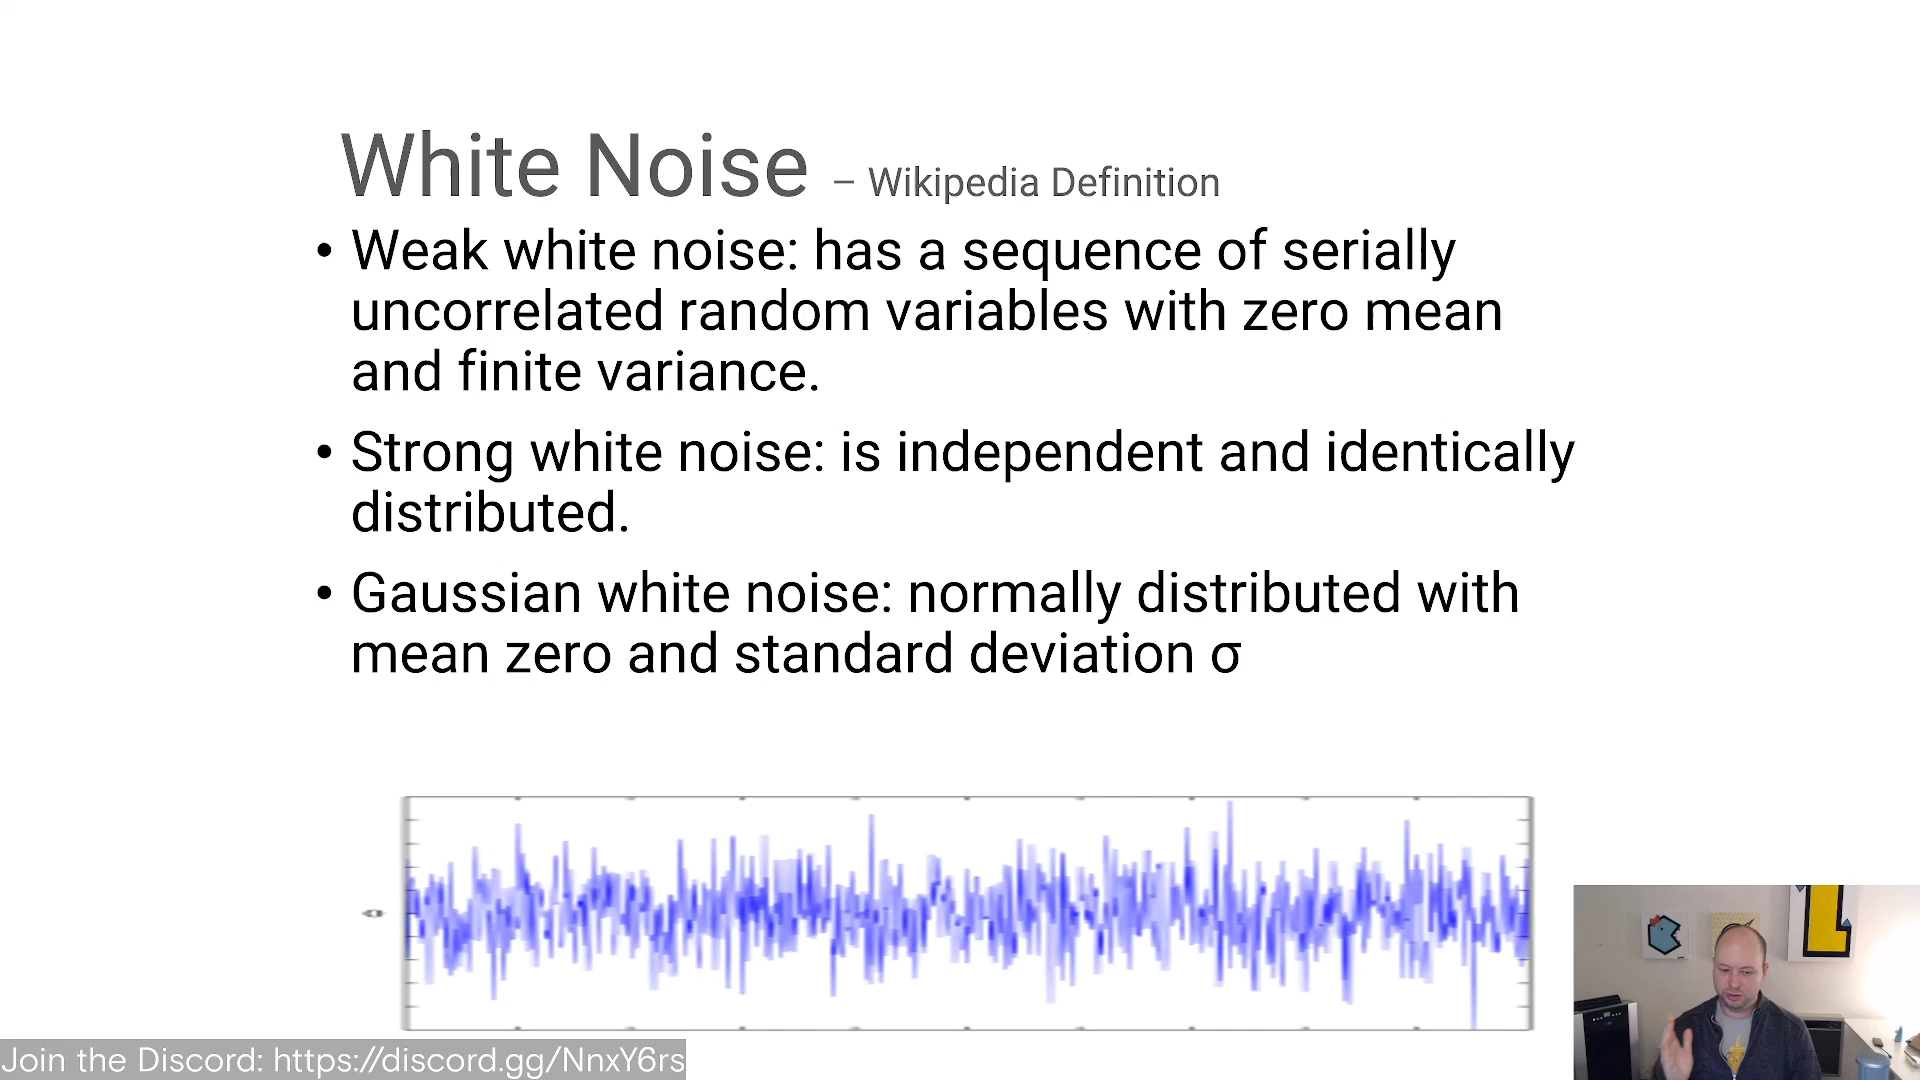 White Noise – Wikipedia Definition
• Weak white noise: has a sequence of serially
uncorrelated random variables with zero mean
and finite variance.
• Strong white noise: is independent and identically
distributed.
• Gaussian white noise: normally distributed with
mean zero and standard deviation σ
0
Join the Discord: https://discord.gg/NnxY6rs